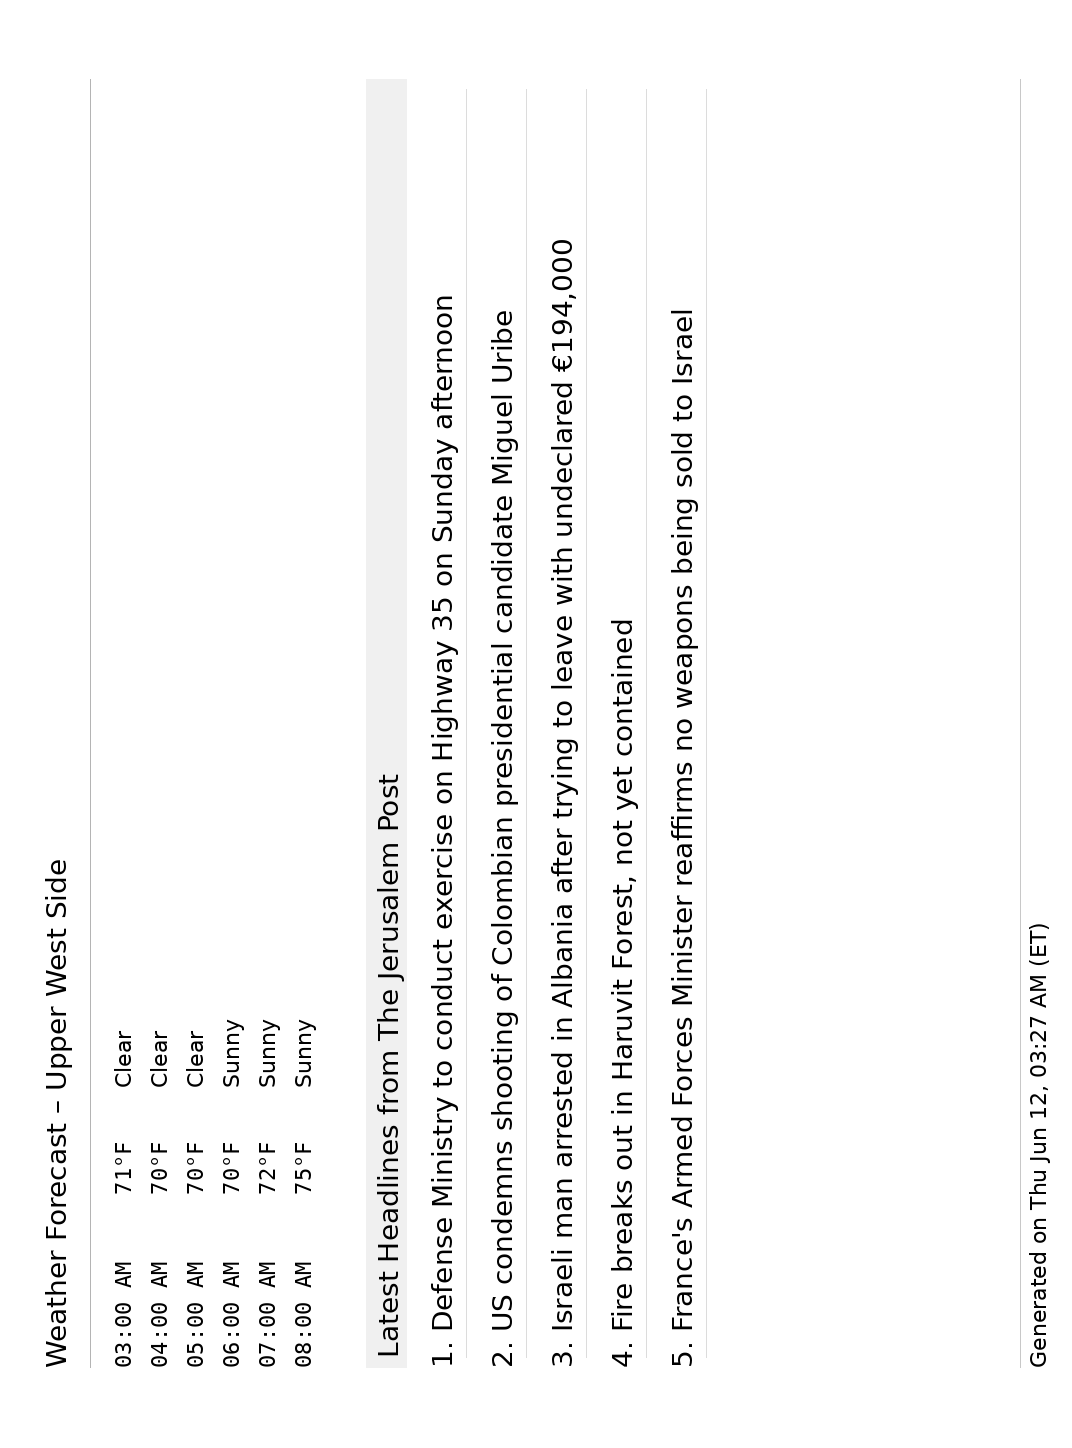 Weather Forecast – Upper West Side
03:00 AM 71°F Clear
04:00 AM 70°F Clear
05:00 AM 70°F Clear
06:00 AM 70°F Sunny
07:00 AM 72°F Sunny
08:00 AM 75°F Sunny
Latest Headlines from The Jerusalem Post
1. Defense Ministry to conduct exercise on Highway 35 on Sunday afternoon
2. US condemns shooting of Colombian presidential candidate Miguel Uribe
3. Israeli man arrested in Albania after trying to leave with undeclared €194,000
4. Fire breaks out in Haruvit Forest, not yet contained
5. France's Armed Forces Minister reaffirms no weapons being sold to Israel
Generated on Thu Jun 12, 03:27 AM (ET)